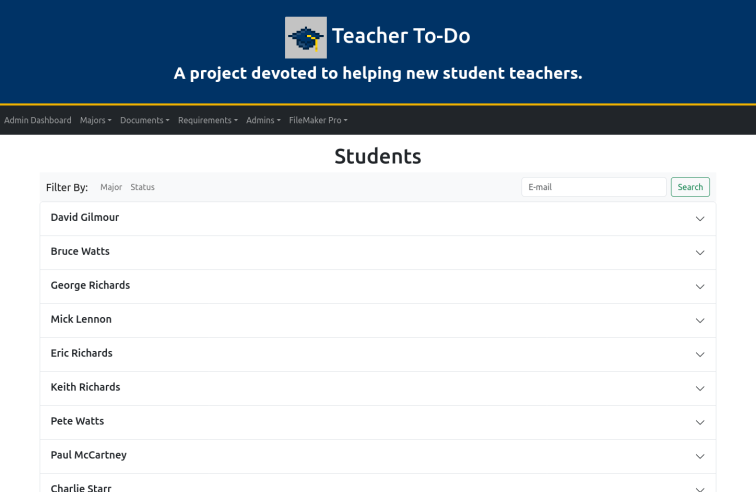 Teacher To-Do
A project devoted to helping new student teachers.
Admin Dashboard Majors Documents Requirements Admins FileMaker Pro
Students
Filter By: Major Status E-mail Search
David Gilmour
Bruce Watts
George Richards
Mick Lennon
Eric Richards
Keith Richards
Pete Watts
Paul McCartney
Charlie Starr